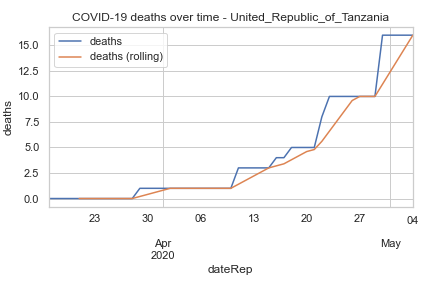 COVID-19 deaths over time - United_Republic_of_Tanzania
deaths
deaths (rolling)
deaths
15.0
12.5
10.0
7.5
5.0
2.5
0.0
23 30 06 13 20 27 04
Apr May
2020
dateRep